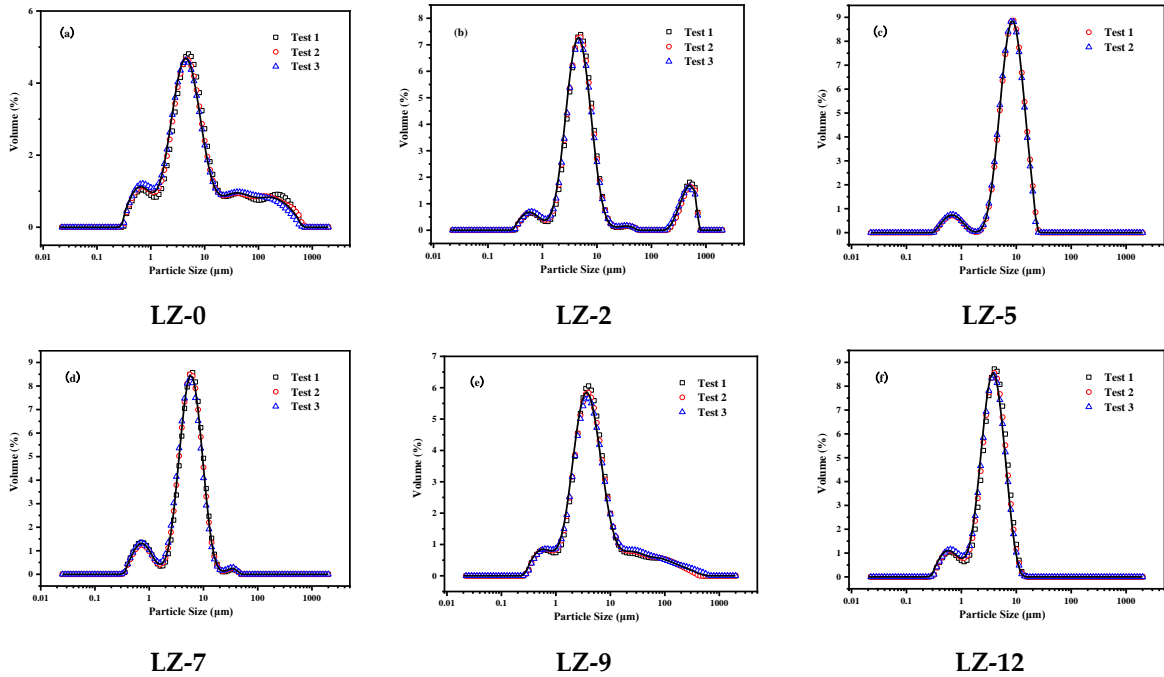 (a)
Test 1
Test 2
Test 3
6
4
2
0
Volume (%)
0.01 0.1 1 10 100 1000
Particle Size (µm)
LZ-0
(b)
Test 1
Test 2
Test 3
8
7
6
5
4
3
2
1
0
Volume (%)
0.01 0.1 1 10 100 1000
Particle Size (µm)
LZ-2
(c)
Test 1
Test 2
9
8
7
6
5
4
3
2
1
0
Volume (%)
0.01 0.1 1 10 100 1000
Particle Size (µm)
LZ-5
(d)
Test 1
Test 2
Test 3
9
8
7
6
5
4
3
2
1
0
Volume (%)
0.01 0.1 1 10 100 1000
Particle Size (µm)
LZ-7
(e)
Test 1
Test 2
Test 3
7
6
5
4
3
2
1
0
Volume (%)
0.01 0.1 1 10 100 1000
Particle Size (µm)
LZ-9
(f)
Test 1
Test 2
Test 3
9
8
7
6
5
4
3
2
1
0
Volume (%)
0.01 0.1 1 10 100 1000
Particle Size (µm)
LZ-12